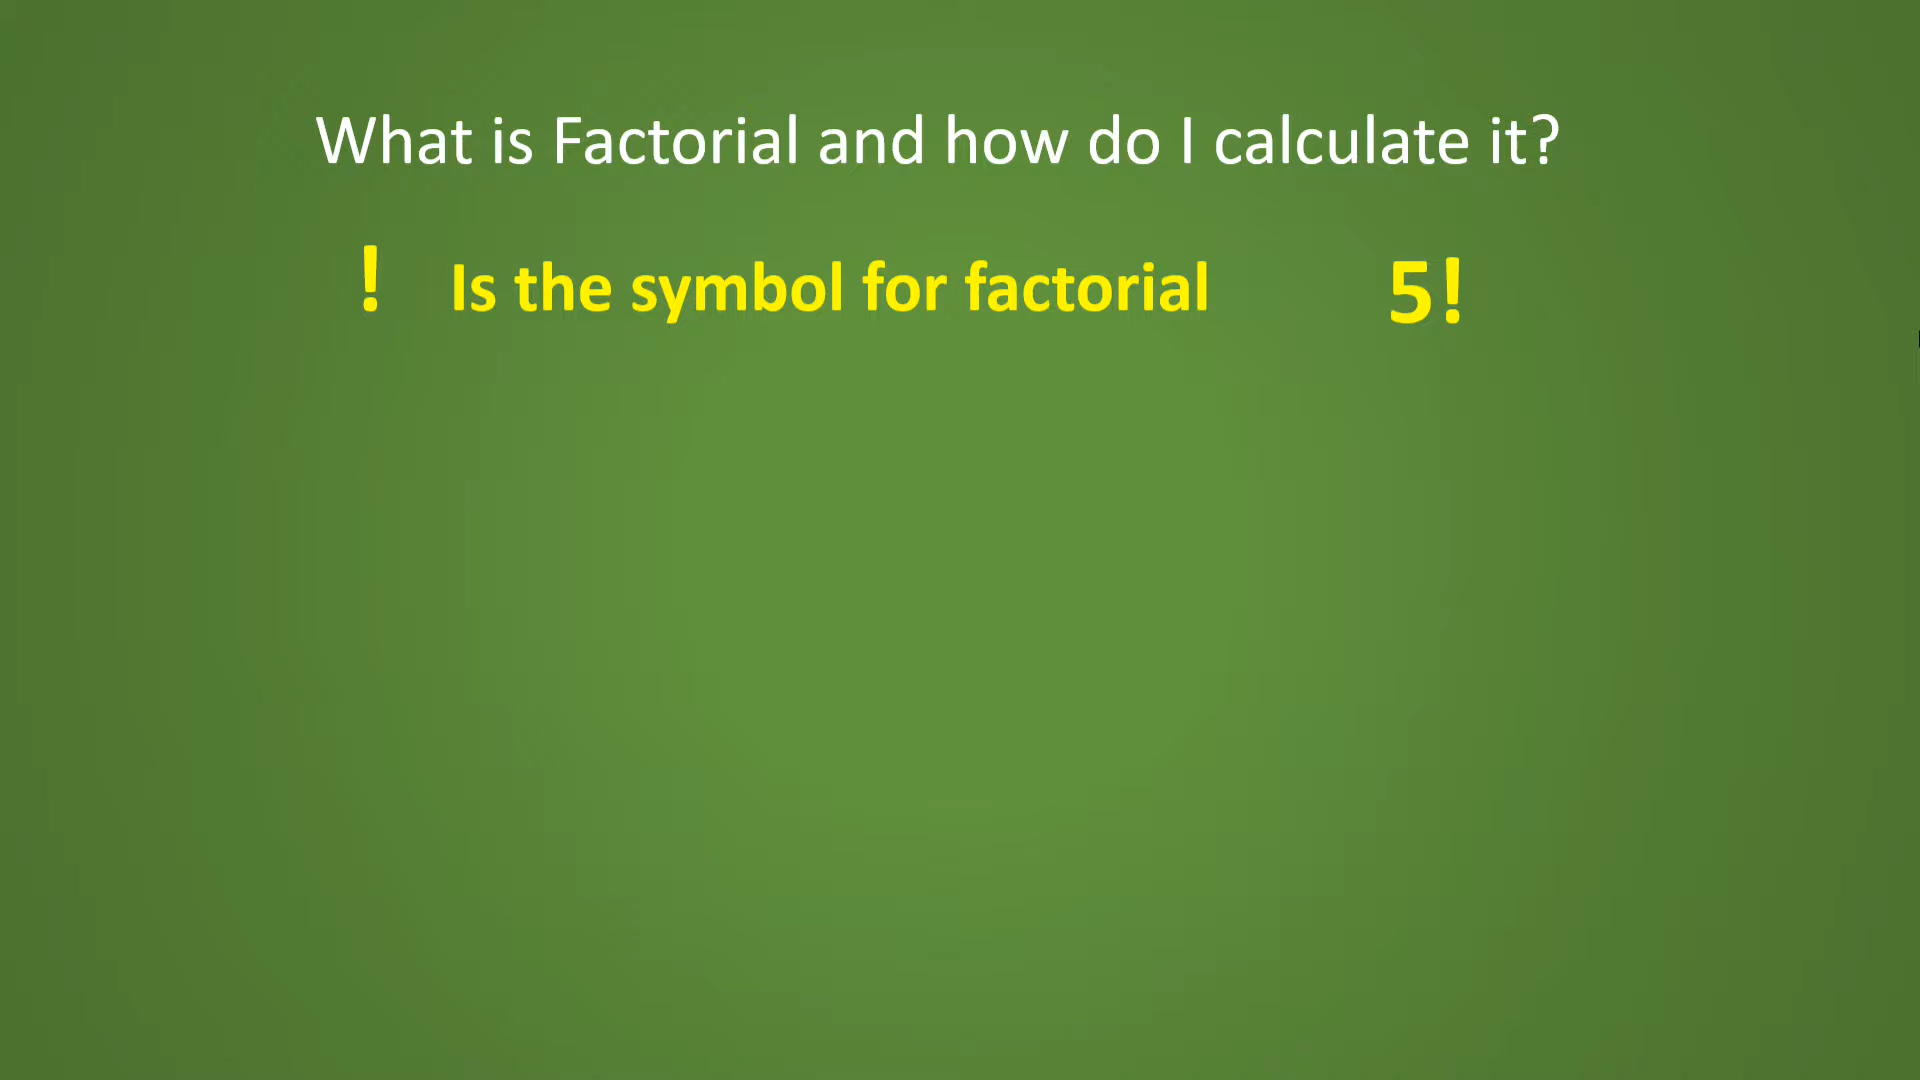 What is Factorial and how do I calculate it?
! Is the symbol for factorial 5!